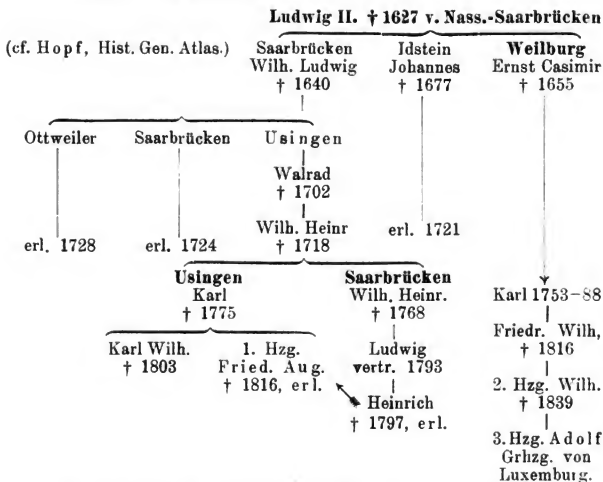 Ludwig II. † 1627 v. Nass.-Saarbrücken
(cf. Hopf, Hist. Gen. Atlas.) Saarbrücken Idstein Weilburg
Wilh. Ludwig Johannes Ernst Casimir
† 1640 † 1677 † 1655
Ottweiler Saarbrücken Usingen
Walrad
† 1702
Wilh. Heinr
erl. 1728 erl. 1724 † 1718 erl. 1721
Usingen Saarbrücken
Karl Wilh. Heinr. Karl 1753–88
† 1775 † 1768
Friedr. Wilh,
Karl Wilh. 1. Hzg. Ludwig † 1816
† 1803 Fried. Aug. vertr. 1793
† 1816, erl. 2. Hzg. Wilh.
Heinrich † 1839
† 1797, erl.
3. Hzg. Adolf
Grhzg. von
Luxemburg.